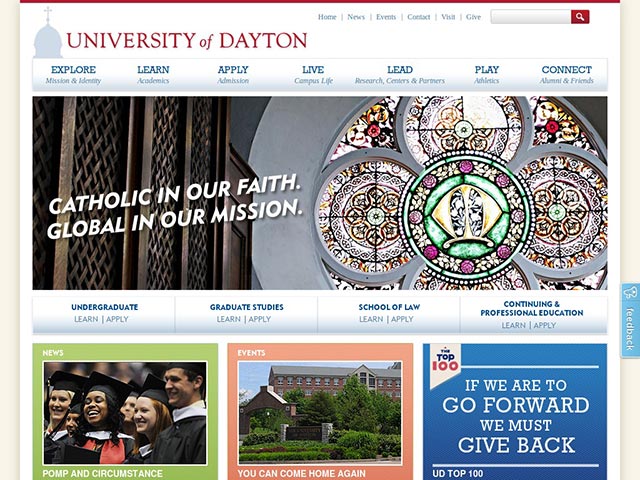 Home | News | Events | Contact | Visit | Give
UNIVERSITY of DAYTON
EXPLORE
Mission & Identity
LEARN
Academics
APPLY
Admission
LIVE
Campus Life
LEAD
Research, Centers & Partners
PLAY
Athletics
CONNECT
Alumni & Friends
CATHOLIC IN OUR FAITH.
GLOBAL IN OUR MISSION.
UNDERGRADUATE
LEARN | APPLY
GRADUATE STUDIES
LEARN | APPLY
SCHOOL OF LAW
LEARN | APPLY
CONTINUING &
PROFESSIONAL EDUCATION
LEARN | APPLY
feedback
NEWS
POMP AND CIRCUMSTANCE
EVENTS
YOU CAN COME HOME AGAIN
THE
TOP
100
IF WE ARE TO
GO FORWARD
WE MUST
GIVE BACK
UD TOP 100